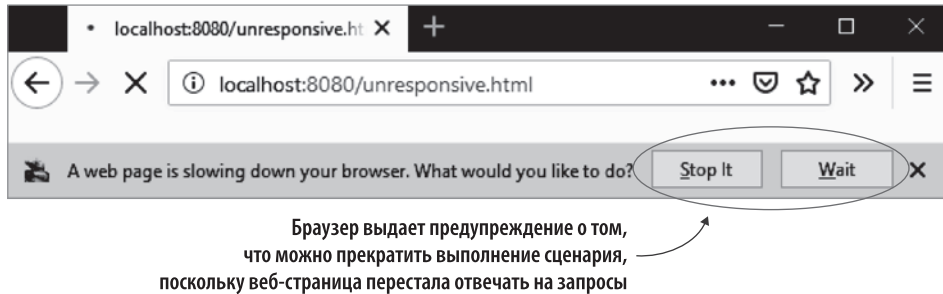 localhost:8080/unresponsive.ht
localhost:8080/unresponsive.html
A web page is slowing down your browser. What would you like to do? Stop It Wait
Браузер выдает предупреждение о том,
что можно прекратить выполнение сценария,
поскольку веб-страница перестала отвечать на запросы